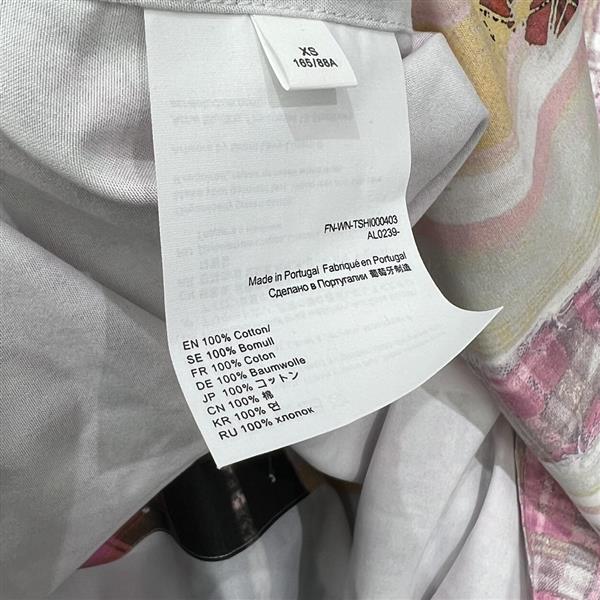 XS
165/88A
FN-WN-TSHI000403
AL0239-
Made in Portugal Fabriqué en Portugal
Сделано в Португалии 葡萄牙制造
EN 100% Cotton/
SE 100% Bomull
FR 100% Coton
DE 100% Baumwolle
JP 100% コットン
CN 100% 棉
KR 100% 면
RU 100% хлопок